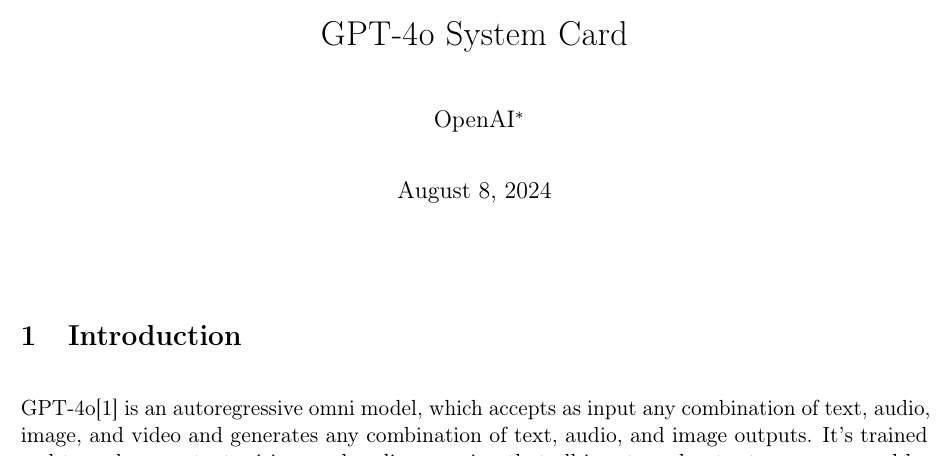 GPT-4o System Card
OpenAI*
August 8, 2024
1 Introduction
GPT-4o[1] is an autoregressive omni model, which accepts as input any combination of text, audio,
image, and video and generates any combination of text, audio, and image outputs. It's trained